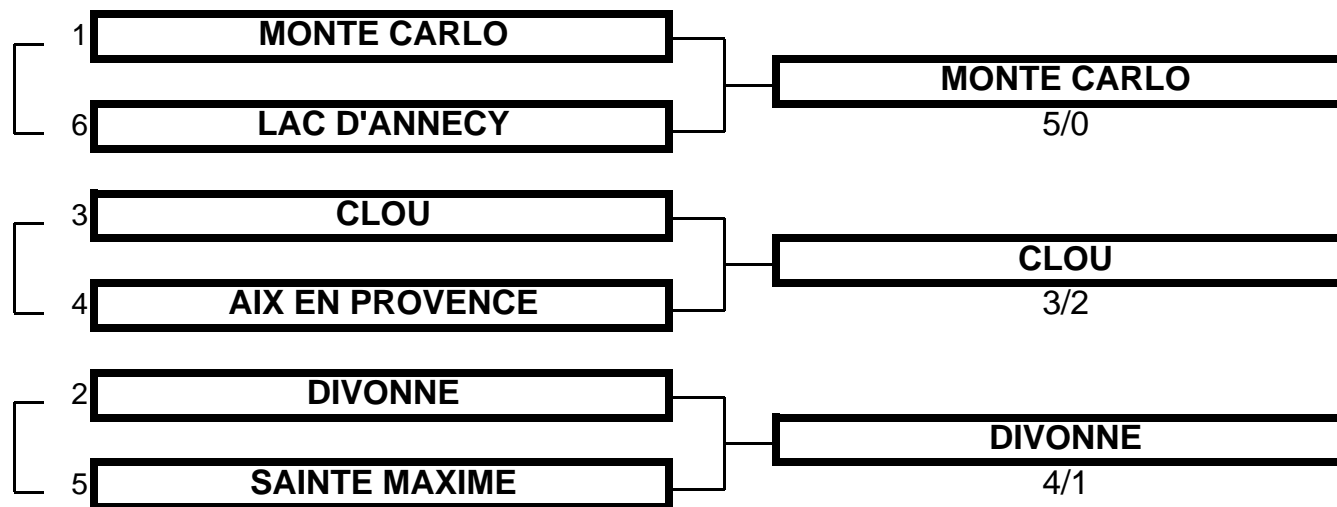 1 MONTE CARLO
MONTE CARLO
6 LAC D'ANNECY
5/0
3 CLOU
CLOU
4 AIX EN PROVENCE
3/2
2 DIVONNE
DIVONNE
5 SAINTE MAXIME
4/1